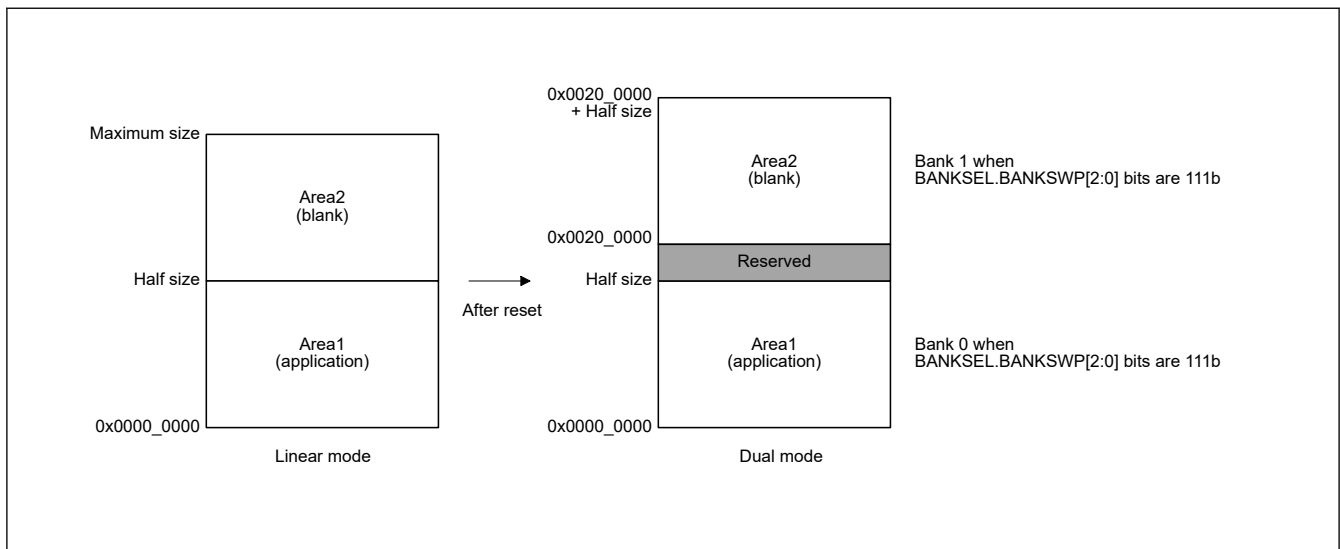 Maximum size
Area2
(blank)
Half size
Area1
(application)
0x0000_0000
Linear mode
After reset
0x0020_0000
+ Half size
Area2
(blank)
0x0020_0000
Reserved
Half size
Area1
(application)
0x0000_0000
Dual mode
Bank 1 when
BANKSEL.BANKSWP[2:0] bits are 111b
Bank 0 when
BANKSEL.BANKSWP[2:0] bits are 111b